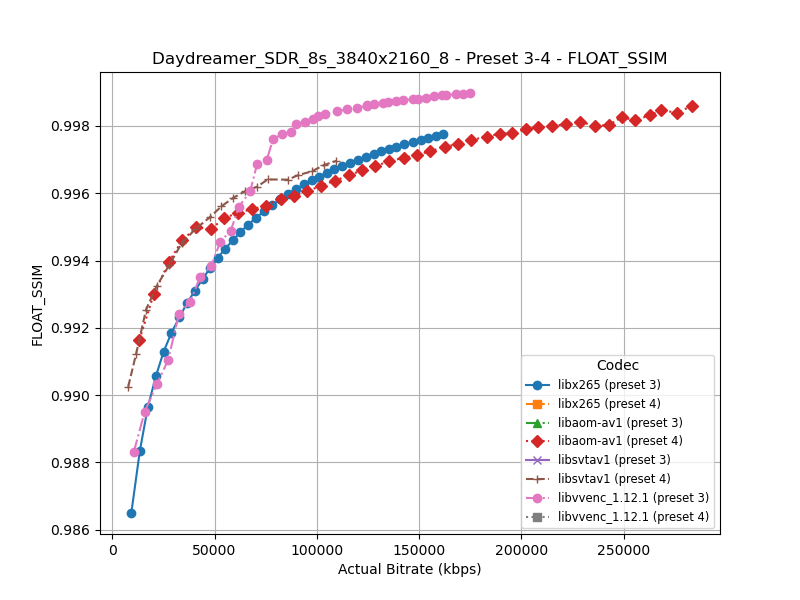 Daydreamer_SDR_8s_3840x2160_8 - Preset 3-4 - FLOAT_SSIM
0.998
0.996
0.994
0.992
0.990
0.988
0.986
FLOAT_SSIM
Codec
libx265 (preset 3)
libx265 (preset 4)
libaom-av1 (preset 3)
libaom-av1 (preset 4)
libsvtav1 (preset 3)
libsvtav1 (preset 4)
libvvenc_1.12.1 (preset 3)
libvvenc_1.12.1 (preset 4)
0 50000 100000 150000 200000 250000
Actual Bitrate (kbps)